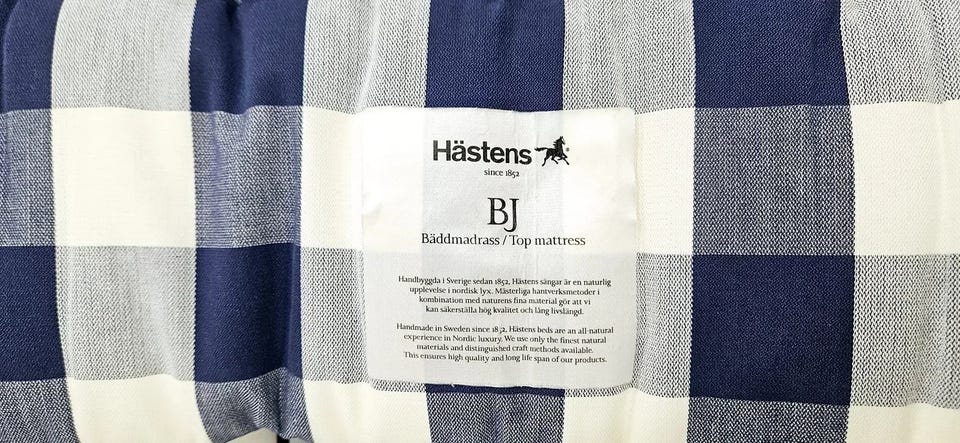 Hästens
since 1852
BJ
Bäddmadrass / Top mattress
Handbyggda i Sverige sedan 1852, Hästens sängar är en naturlig
upplevelse i nordisk lyx. Mästerliga hantverksmetoder i
kombination med naturens fina material gör att vi
kan säkerställa hög kvalitet och lång livslängd.
Handmade in Sweden since 1852, Hästens beds are an all-natural
experience in Nordic luxury. We use only the finest natural
materials and distinguished craft methods available.
This ensures high quality and long life span of our products.